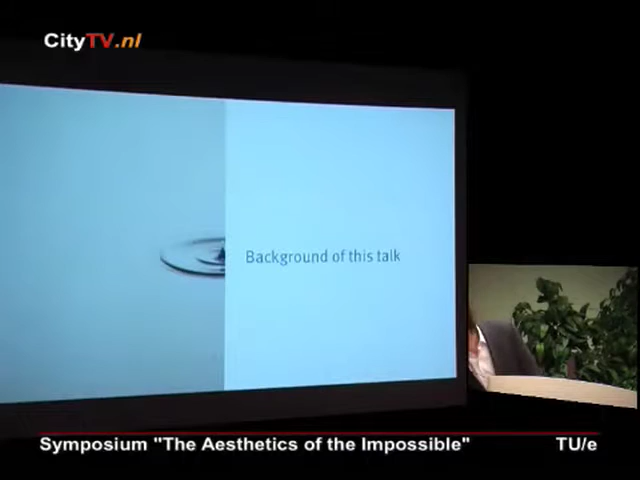 CityTV.nl
Background of this talk
Symposium "The Aesthetics of the Impossible" TU/e